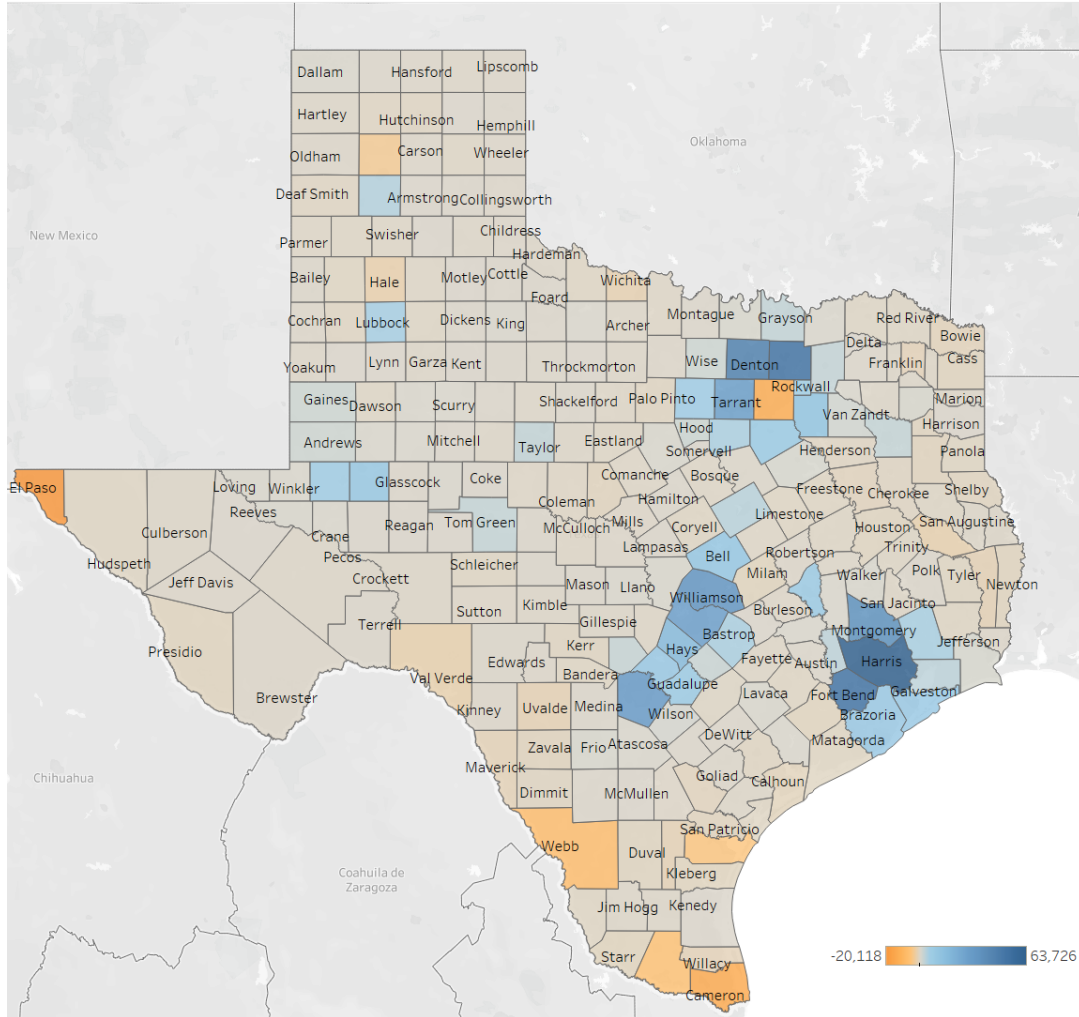 Dallam
Hansford
Lipscomb
Hartley
Hutchinson
Hemphill
Oklahoma
Oldham
Carson
Wheeler
Deaf Smith
Armstrong
Collingsworth
New Mexico
Parmer
Swisher
Childress
Hardeman
Bailey
Hale
Motley
Cottle
Foard
Wichita
Cochran
Lubbock
Dickens
King
Archer
Montague
Grayson
Red River
Bowie
Yoakum
Lynn
Garza
Kent
Throckmorton
Wise
Denton
Delta
Franklin
Cass
Gaines
Dawson
Scurry
Shackelford
Palo Pinto
Tarrant
Rockwall
Van Zandt
Marion
Harrison
Andrews
Mitchell
Taylor
Eastland
Hood
Somervell
Henderson
Panola
El Paso
Loving
Winkler
Glasscock
Coke
Coleman
Comanche
Bosque
Freestone
Cherokee
Shelby
Culberson
Reeves
Crane
Reagan
Tom Green
McCulloch
Mills
Hamilton
Coryell
Limestone
Houston
San Augustine
Hudspeth
Jeff Davis
Pecos
Crockett
Schleicher
Lampasas
Bell
Robertson
Trinity
Mason
Llano
Milam
Walker
Polk
Tyler
Newton
Presidio
Terrell
Sutton
Kimble
Gillespie
Williamson
Burleson
San Jacinto
Brewster
Edwards
Kerr
Hays
Bastrop
Fayette
Austin
Montgomery
Harris
Jefferson
Val Verde
Bandera
Guadalupe
Lavaca
Fort Bend
Galveston
Kinney
Uvalde
Medina
Wilson
Brazoria
Zavala
Frio
Atascosa
DeWitt
Matagorda
Maverick
Chihuahua
Dimmit
McMullen
Goliad
Calhoun
Webb
Duval
San Patricio
Coahuila de
Zaragoza
Kleberg
Jim Hogg
Kenedy
Starr
Willacy
Cameron
-20,118
63,726